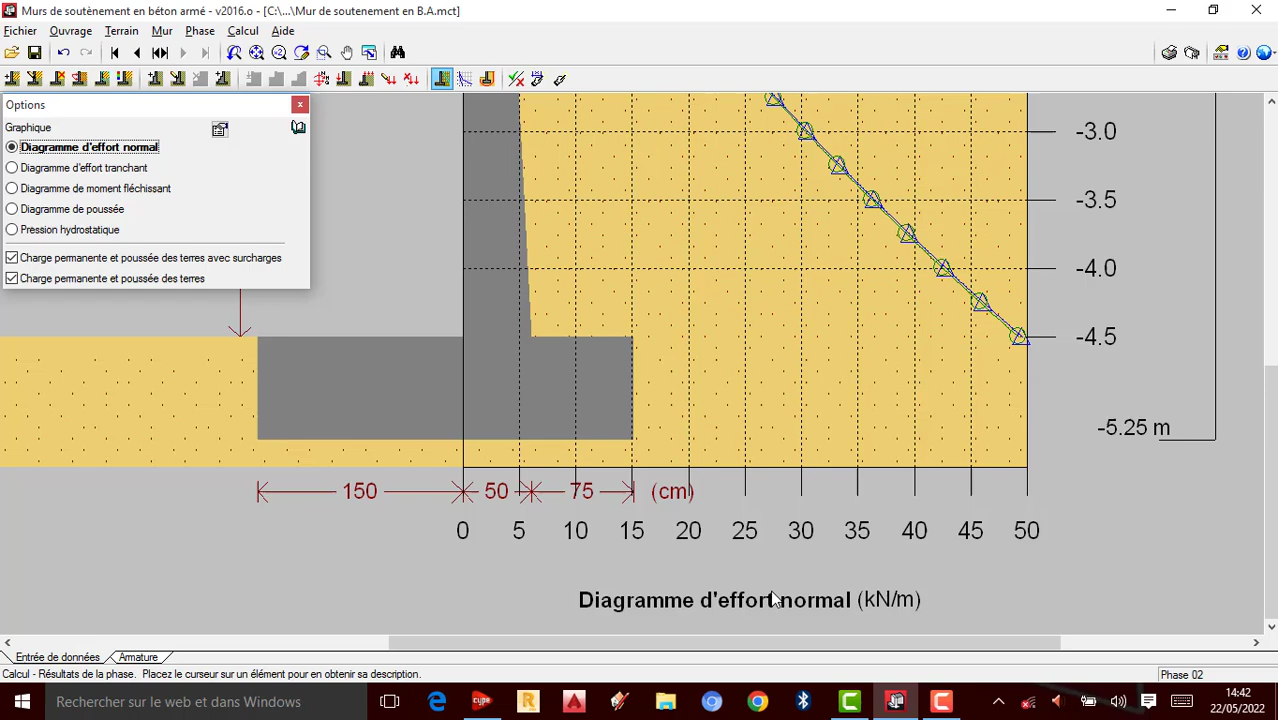 Murs de soutènement en béton armé - v2016.o - [C:\...\Mur de soutenement en B.A.mct]
Fichier Ouvrage Terrain Mur Phase Calcul Aide
Options
Graphique
Diagramme d'effort normal
Diagramme d'effort tranchant
Diagramme de moment fléchissant
Diagramme de poussée
Pression hydrostatique
Charge permanente et poussée des terres avec surcharges
Charge permanente et poussée des terres
-3.0
-3.5
-4.0
-4.5
-5.25 m
150 50 75 (cm)
0 5 10 15 20 25 30 35 40 45 50
Diagramme d'effort normal (kN/m)
Entrée de données Armature
Calcul - Résultats de la phase. Placez le curseur sur un élément pour obtenir sa description. Phase 02
Rechercher sur le web et dans Windows
14:42
22/05/2022